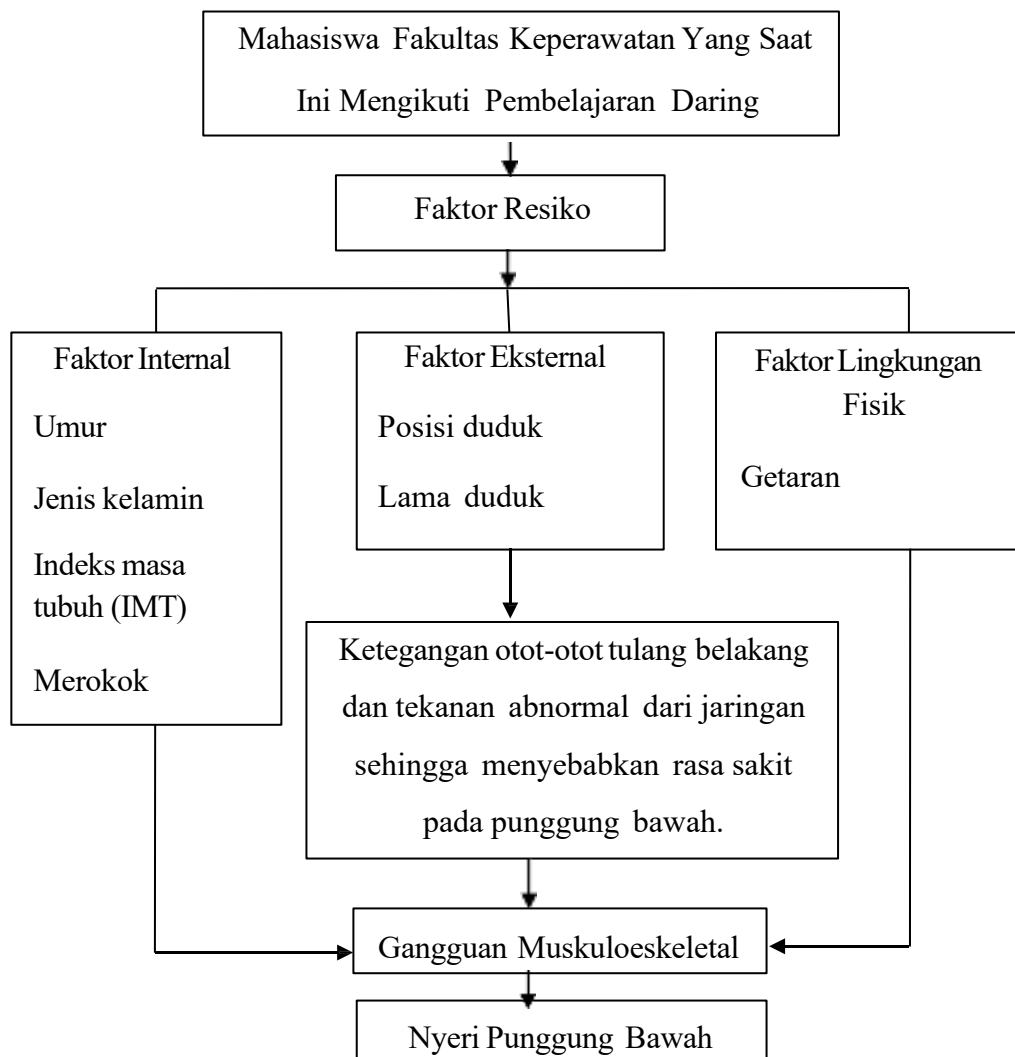 Mahasiswa Fakultas Keperawatan Yang Saat
Ini Mengikuti Pembelajaran Daring
Faktor Resiko
Faktor Internal
Umur
Jenis kelamin
Indeks masa
tubuh (IMT)
Merokok
Faktor Eksternal
Posisi duduk
Lama duduk
Faktor Lingkungan
Fisik
Getaran
Ketegangan otot-otot tulang belakang
dan tekanan abnormal dari jaringan
sehingga menyebabkan rasa sakit
pada punggung bawah.
Gangguan Muskuloeskeletal
Nyeri Punggung Bawah